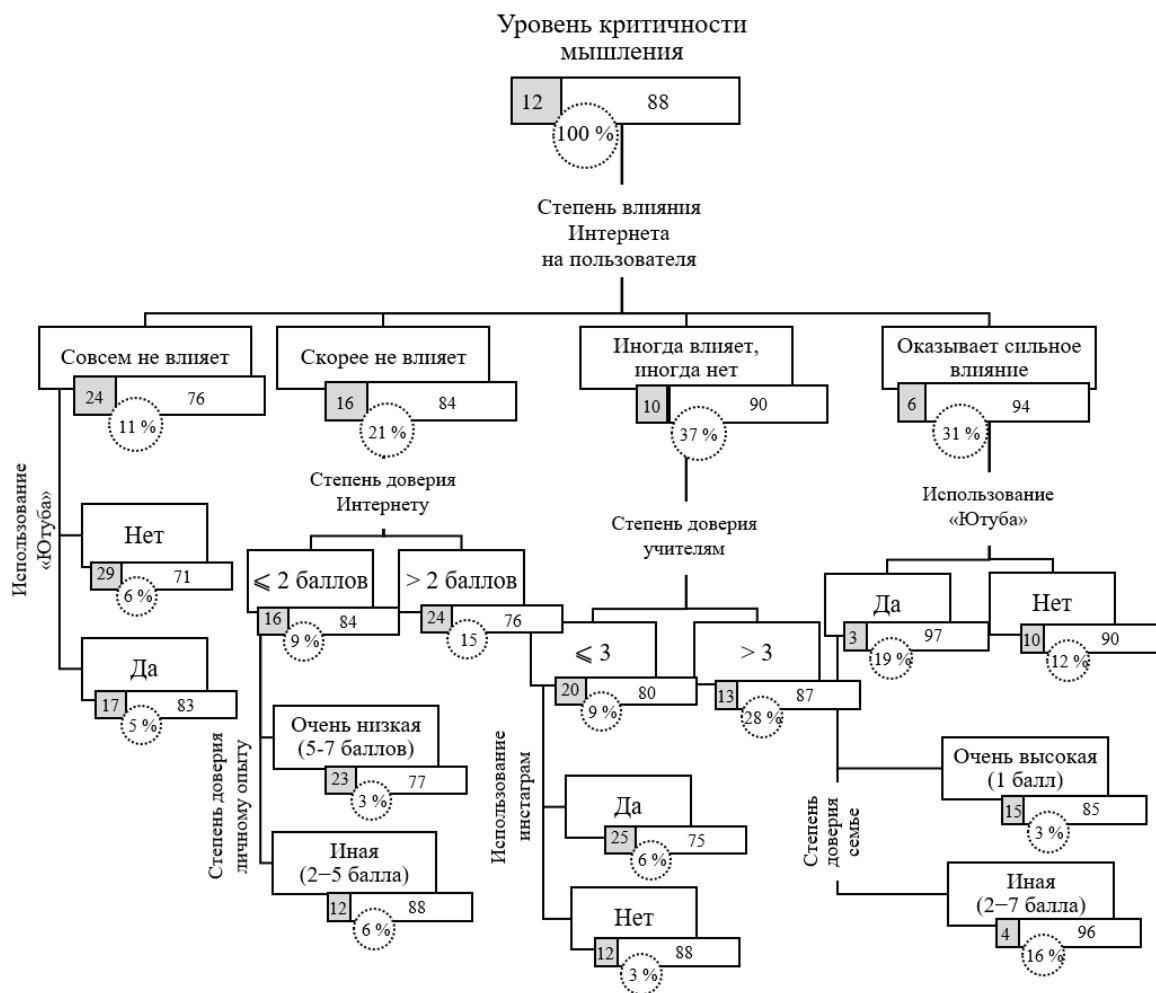 Уровень критичности
мышления
12 88
100 %
Степень влияния
Интернета
на пользователя
Совсем не влияет
24 76
11 %
Скорее не влияет
16 84
21 %
Иногда влияет,
иногда нет
10 90
37 %
Оказывает сильное
влияние
6 94
31 %
Использование
«Ютуба»
Нет
29 71
6 %
Да
17 83
5 %
Степень доверия
Интернету
⩽ 2 баллов
16 84
9 %
> 2 баллов
24 76
15
Степень доверия
личному опыту
Очень низкая
(5-7 баллов)
23 77
3 %
Иная
(2−5 балла)
12 88
6 %
Степень доверия
учителям
⩽ 3
20 80
9 %
> 3
13 87
28 %
Использование
инстаграм
Да
25 75
6 %
Нет
12 88
3 %
Использование
«Ютуба»
Да
3 97
19 %
Нет
10 90
12 %
Степень
доверия
семье
Очень высокая
(1 балл)
15 85
3 %
Иная
(2−7 балла)
4 96
16 %